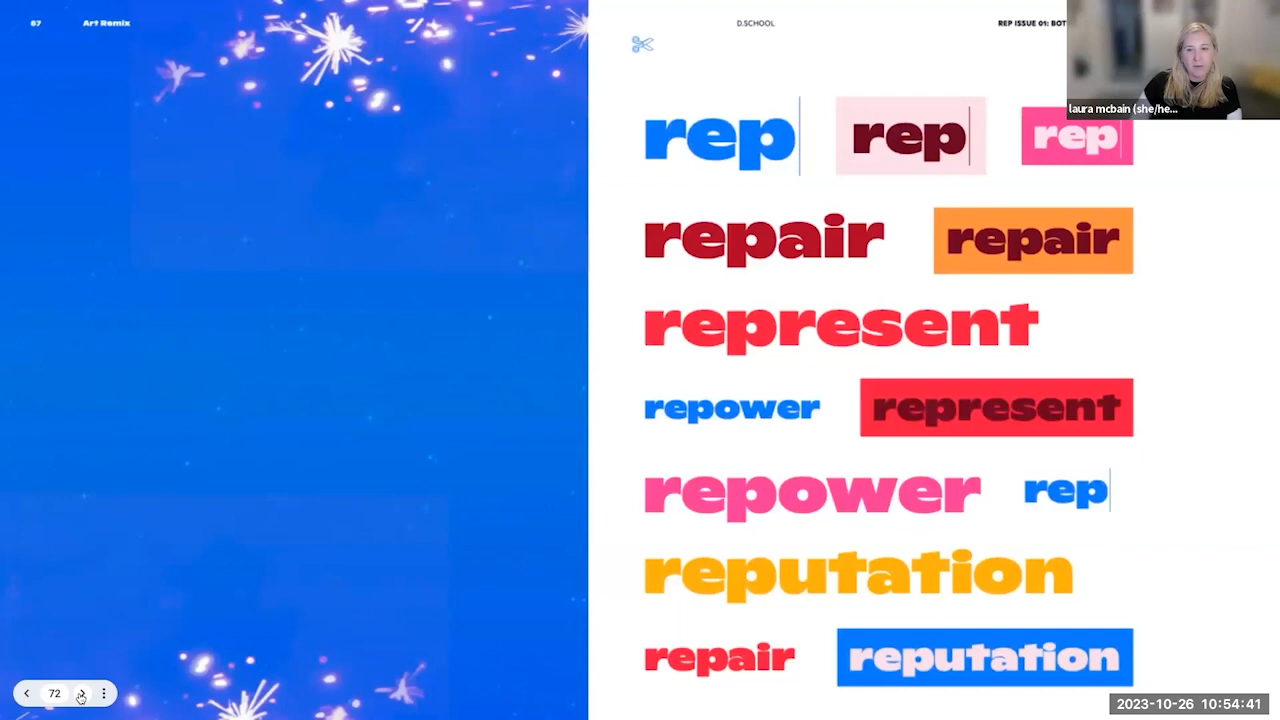 67 Art Remix D.SCHOOL REP ISSUE 01: BOT
laura mcbain (she/he...
rep rep rep
repair repair
represent
repower represent
repower rep
reputation
repair reputation
72
2023-10-26 10:54:41